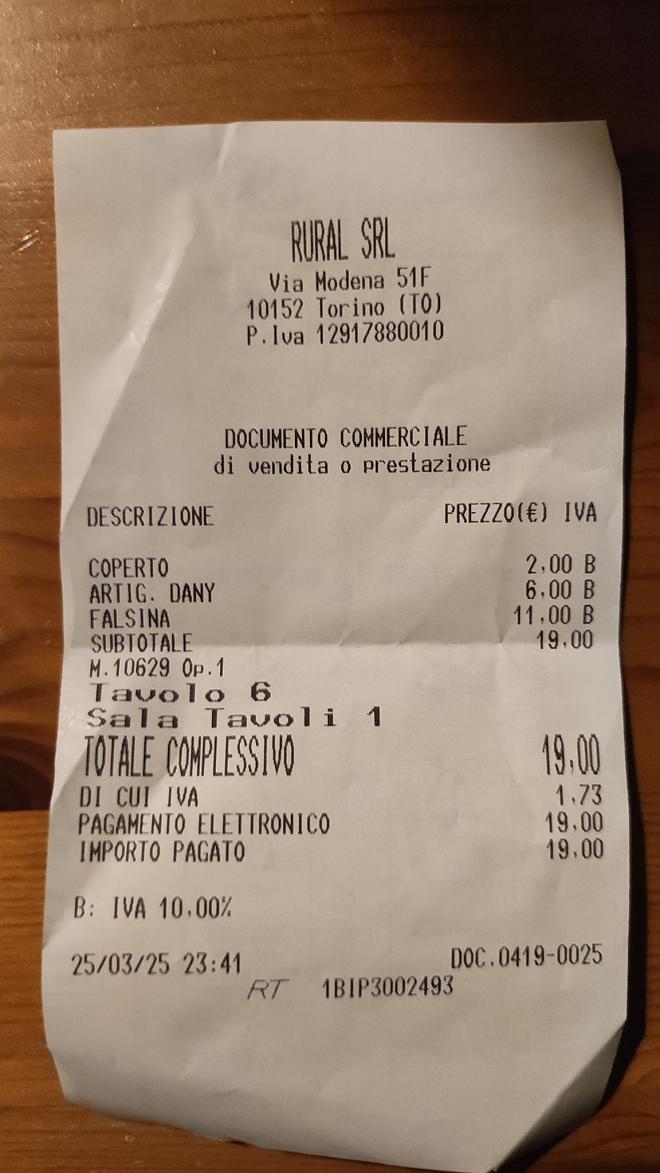 RURAL SRL
Via Modena 51F
10152 Torino (TO)
P.Iva 12917880010
DOCUMENTO COMMERCIALE
di vendita o prestazione
DESCRIZIONE PREZZO(€) IVA
COPERTO 2,00 B
ARTIG. DANY 6,00 B
FALSINA 11,00 B
SUBTOTALE 19,00
M.10629 Op.1
Tavolo 6
Sala Tavoli 1
TOTALE COMPLESSIVO 19,00
DI CUI IVA 1,73
PAGAMENTO ELETTRONICO 19,00
IMPORTO PAGATO 19,00
B: IVA 10,00%
25/03/25 23:41 DOC.0419-0025
RT 1BIP3002493